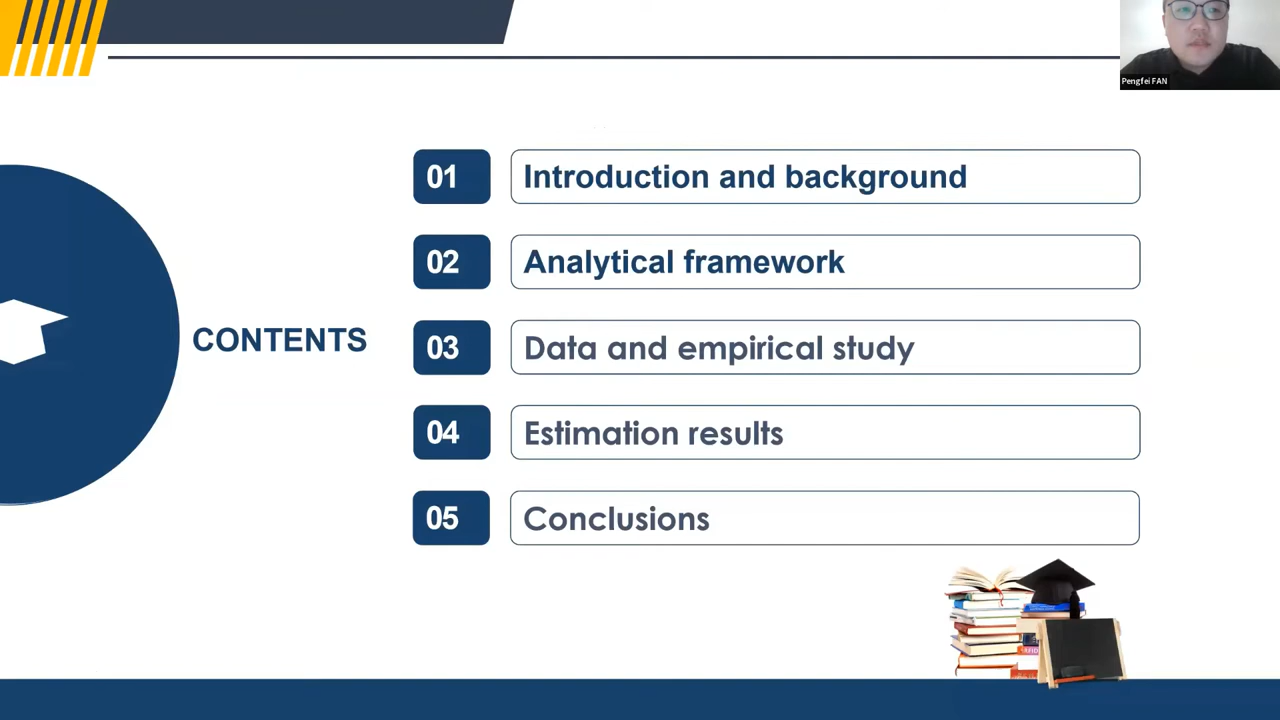 Pengfei FAN
01 Introduction and background
02 Analytical framework
CONTENTS
03 Data and empirical study
04 Estimation results
05 Conclusions